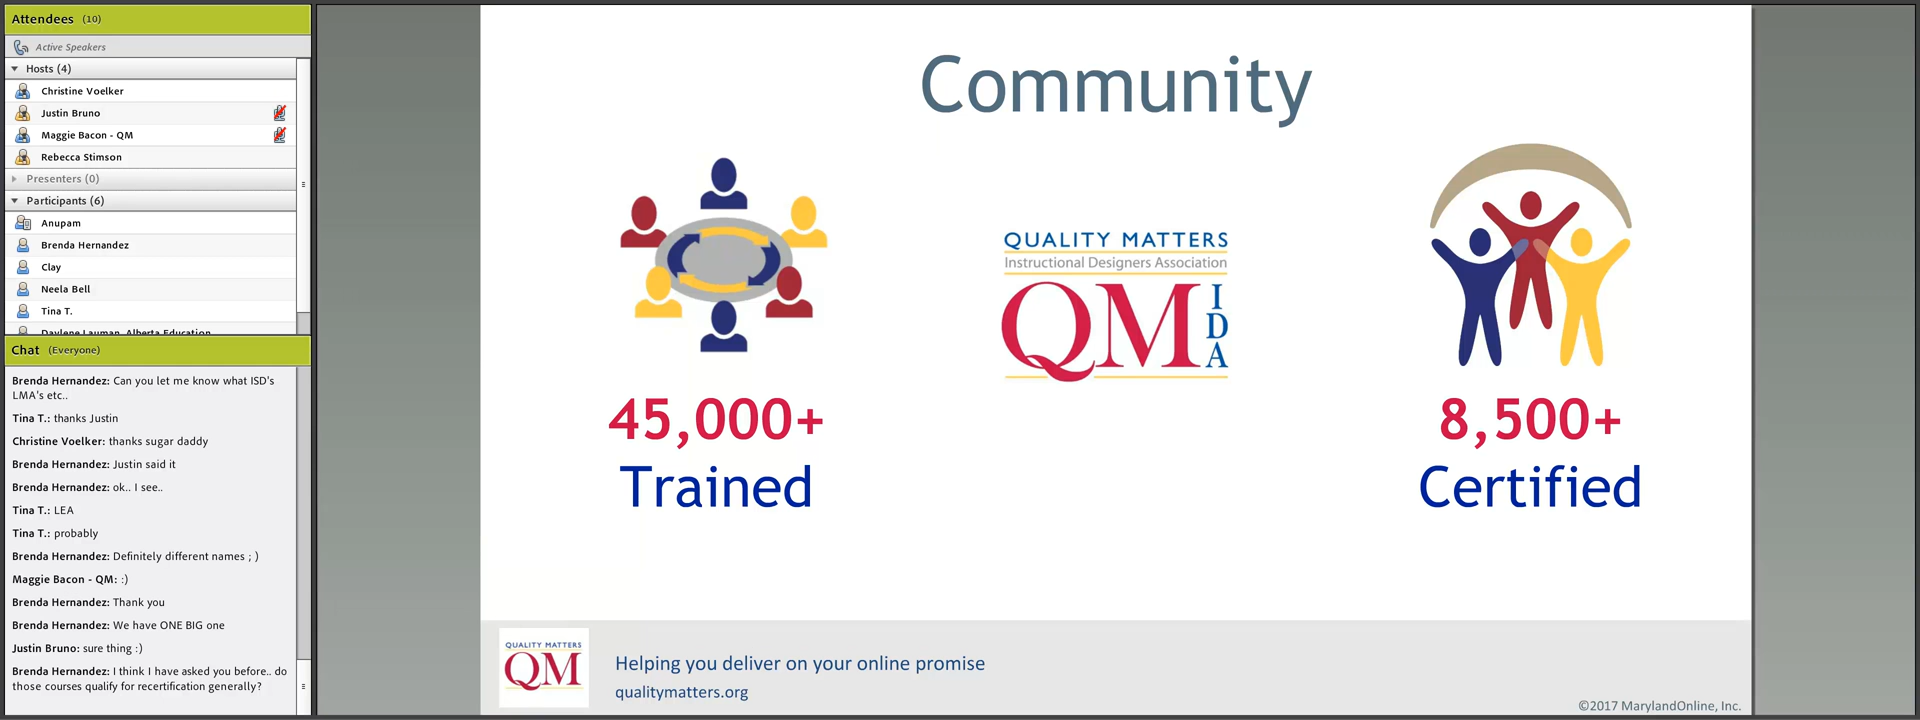 Attendees (10)
Active Speakers
Hosts (4)
Christine Voelker
Justin Bruno
Maggie Bacon - QM
Rebecca Stimson
Presenters (0)
Participants (6)
Anupam
Brenda Hernandez
Clay
Neela Bell
Tina T.
Daylene Lauman, Alberta Education
Chat (Everyone)
Brenda Hernandez: Can you let me know what ISD's
LMA's etc..
Tina T.: thanks Justin
Christine Voelker: thanks sugar daddy
Brenda Hernandez: Justin said it
Brenda Hernandez: ok.. I see..
Tina T.: LEA
Tina T.: probably
Brenda Hernandez: Definitely different names ; )
Maggie Bacon - QM: :)
Brenda Hernandez: Thank you
Brenda Hernandez: We have ONE BIG one
Justin Bruno: sure thing :)
Brenda Hernandez: I think I have asked you before.. do
those courses qualify for recertification generally?
Community
QUALITY MATTERS
Instructional Designers Association
QM
IDA
45,000+
Trained
8,500+
Certified
QUALITY MATTERS
QM
Helping you deliver on your online promise
qualitymatters.org
©2017 MarylandOnline, Inc.